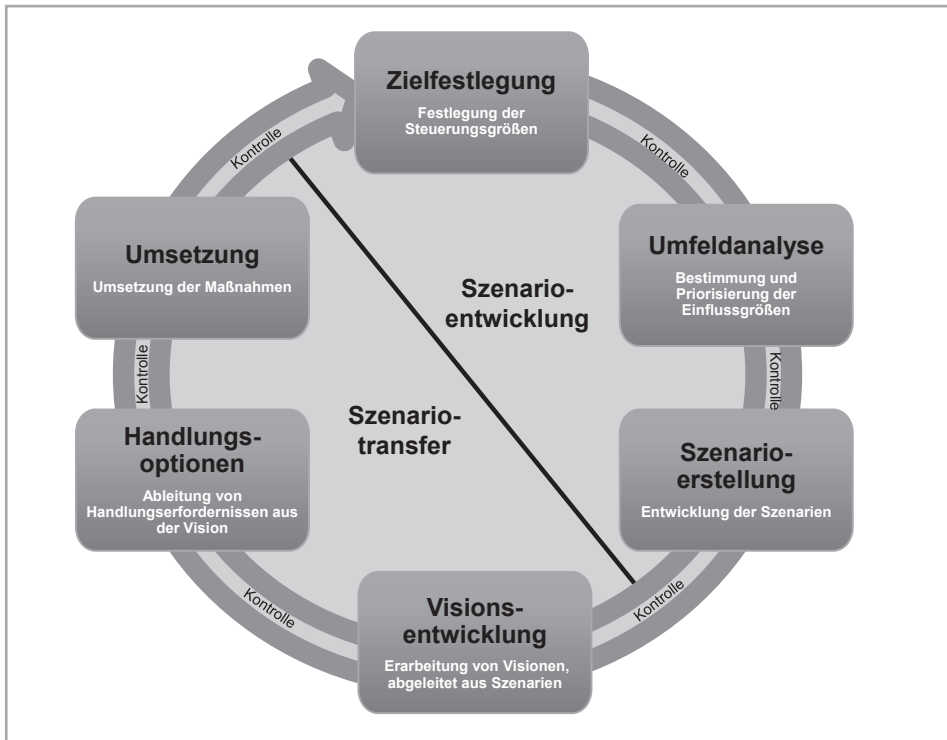 Zielfestlegung
Festlegung der
Steuerungsgrößen
Kontrolle
Umfeldanalyse
Bestimmung und
Priorisierung der
Einflussgrößen
Kontrolle
Szenario-
erstellung
Entwicklung der Szenarien
Kontrolle
Visions-
entwicklung
Erarbeitung von Visionen,
abgeleitet aus Szenarien
Kontrolle
Handlungs-
optionen
Ableitung von
Handlungserfordernissen aus
der Vision
Kontrolle
Umsetzung
Umsetzung der Maßnahmen
Kontrolle
Szenario-
entwicklung
Szenario-
transfer